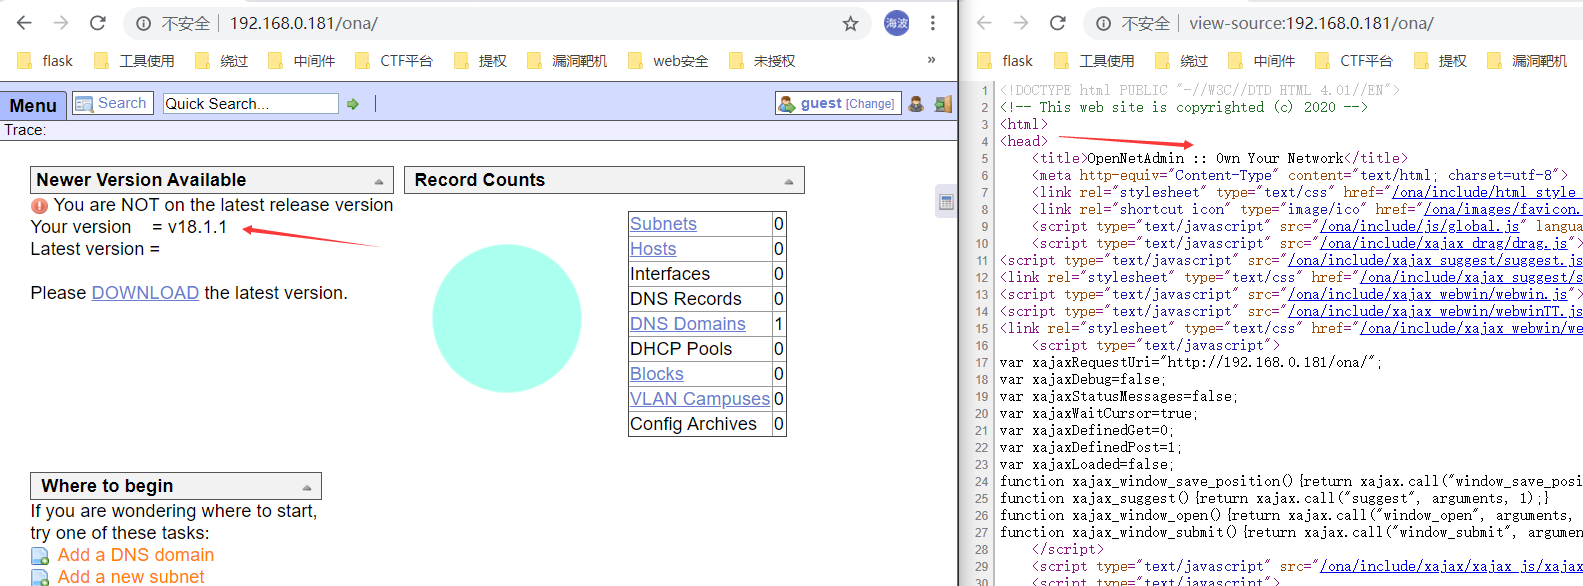 不安全 | 192.168.0.181/ona/
海波
flask 工具使用 绕过 中间件 CTF平台 提权 漏洞靶机 web安全 未授权 »
Menu Search Quick Search... guest [Change]
Trace:
Newer Version Available
You are NOT on the latest release version
Your version = v18.1.1
Latest version =
Please DOWNLOAD the latest version.
Record Counts
Subnets 0
Hosts 0
Interfaces 0
DNS Records 0
DNS Domains 1
DHCP Pools 0
Blocks 0
VLAN Campuses 0
Config Archives 0
Where to begin
If you are wondering where to start,
try one of these tasks:
Add a DNS domain
Add a new subnet
不安全 | view-source:192.168.0.181/ona/
flask 工具使用 绕过 中间件 CTF平台 提权 漏洞靶机
1 <!DOCTYPE html PUBLIC "-//W3C//DTD HTML 4.01//EN">
2 <!-- This web site is copyrighted (c) 2020 -->
3 <html>
4 <head>
5 <title>OpenNetAdmin :: Own Your Network</title>
6 <meta http-equiv="Content-Type" content="text/html; charset=utf-8">
7 <link rel="stylesheet" type="text/css" href="/ona/include/html_style
8 <link rel="shortcut icon" type="image/ico" href="/ona/images/favicon.
9 <script type="text/javascript" src="/ona/include/js/global.js" langua
10 <script type="text/javascript" src="/ona/include/xajax_drag/drag.js">
11 <script type="text/javascript" src="/ona/include/xajax_suggest/suggest.js
12 <link rel="stylesheet" type="text/css" href="/ona/include/xajax_suggest/s
13 <script type="text/javascript" src="/ona/include/xajax_webwin/webwin.js">
14 <script type="text/javascript" src="/ona/include/xajax_webwin/webwinTT.js
15 <link rel="stylesheet" type="text/css" href="/ona/include/xajax_webwin/we
16 <script type="text/javascript">
17 var xajaxRequestUri="http://192.168.0.181/ona/";
18 var xajaxDebug=false;
19 var xajaxStatusMessages=false;
20 var xajaxWaitCursor=true;
21 var xajaxDefinedGet=0;
22 var xajaxDefinedPost=1;
23 var xajaxLoaded=false;
24 function xajax_window_save_position(){return xajax.call("window_save_posi
25 function xajax_suggest(){return xajax.call("suggest", arguments, 1);}
26 function xajax_window_open(){return xajax.call("window_open", arguments,
27 function xajax_window_submit(){return xajax.call("window_submit", argumen
28 </script>
29 <script type="text/javascript" src="/ona/include/xajax/xajax_js/xajax
30 <script type="text/javascript">